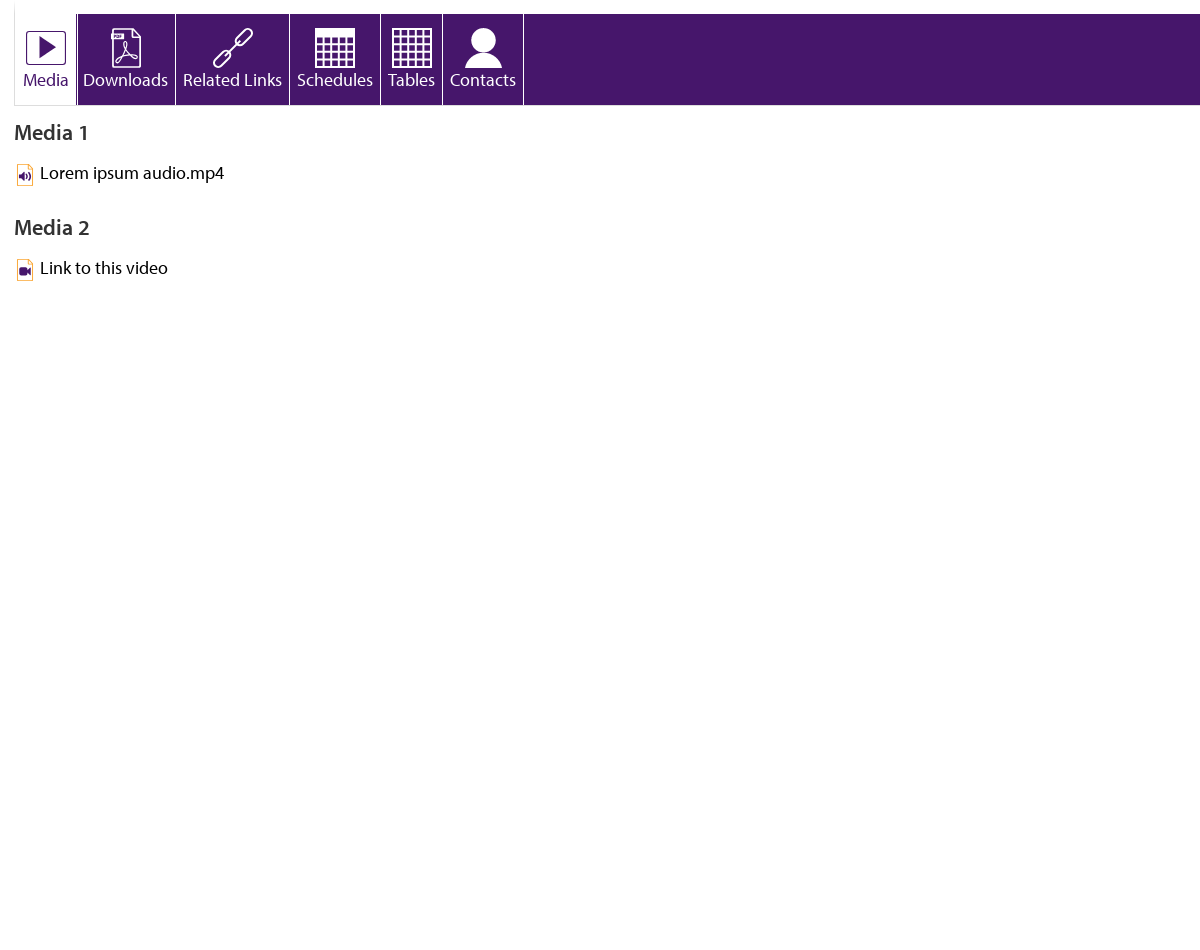 Media Downloads Related Links Schedules Tables Contacts
Media 1
Lorem ipsum audio.mp4
Media 2
Link to this video